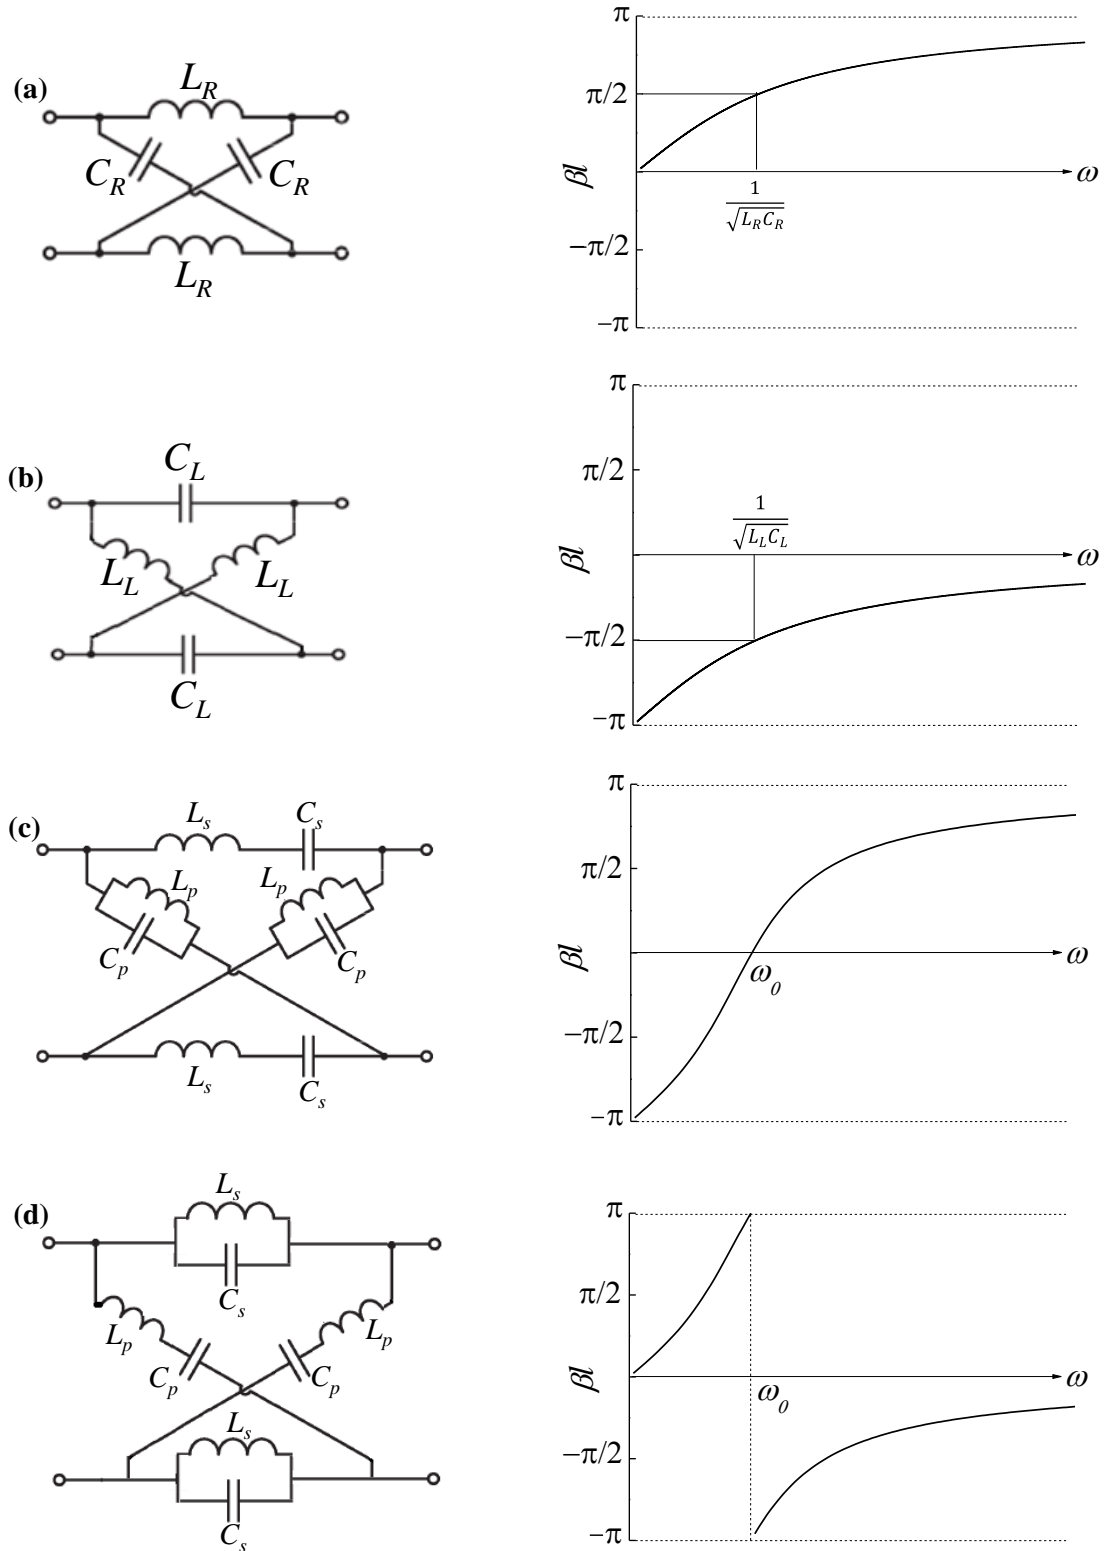 (a)
L_R
C_R C_R
L_R
π
π/2
βl
ω
1/√(L_R C_R)
−π/2
−π
(b)
C_L
L_L L_L
C_L
π
π/2
1/√(L_L C_L)
βl
ω
−π/2
−π
(c)
L_s C_s
L_p L_p
C_p C_p
L_s C_s
π
π/2
βl
ω
ω_0
−π/2
−π
(d)
L_s
C_s
L_p L_p
C_p C_p
L_s
C_s
π
π/2
βl
ω
ω_0
−π/2
−π